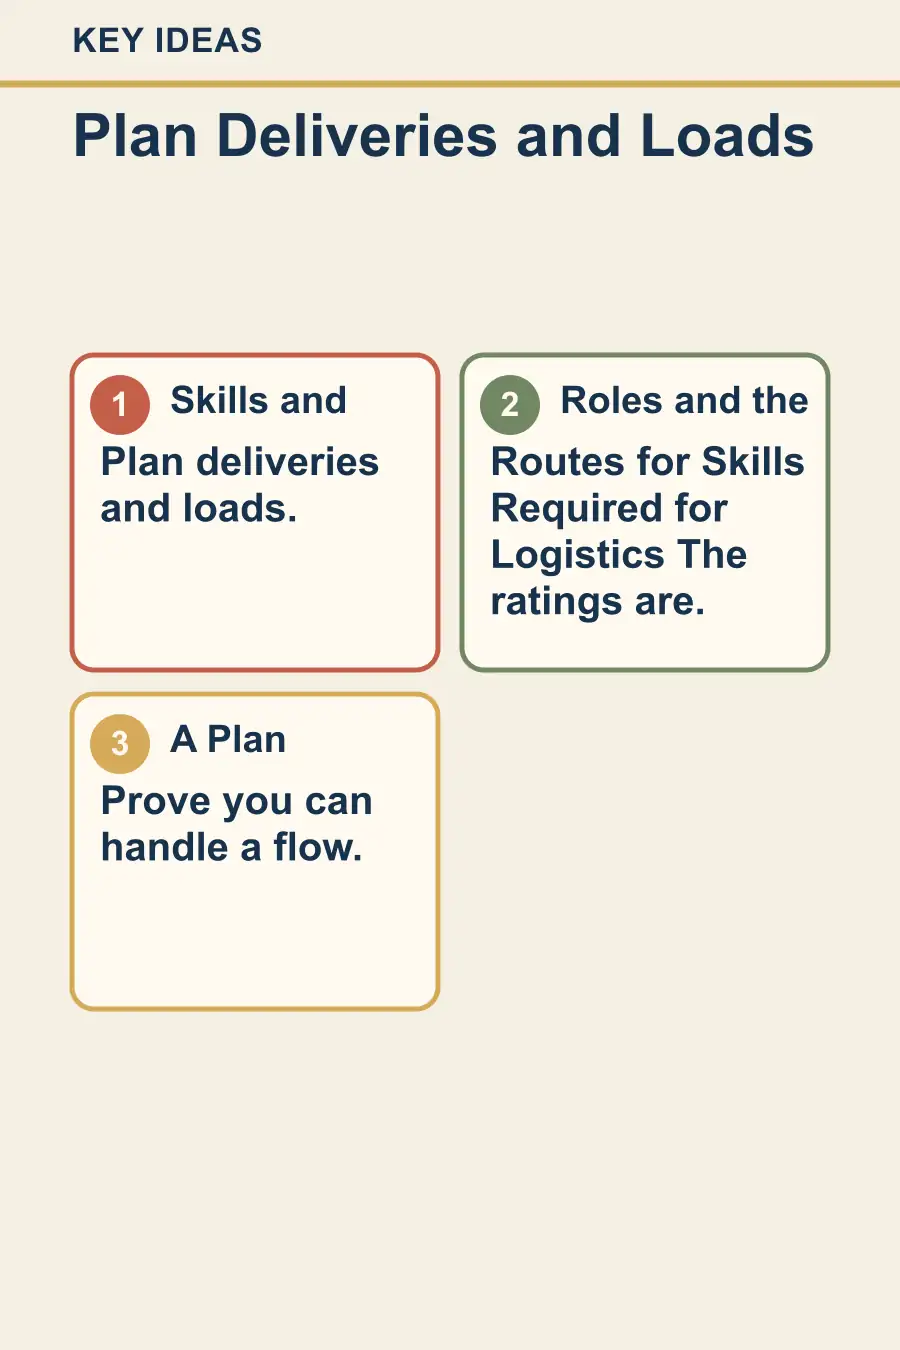 KEY IDEAS
Plan Deliveries and Loads
1 Skills and
Plan deliveries
and loads.
2 Roles and the
Routes for Skills
Required for
Logistics The
ratings are.
3 A Plan
Prove you can
handle a flow.